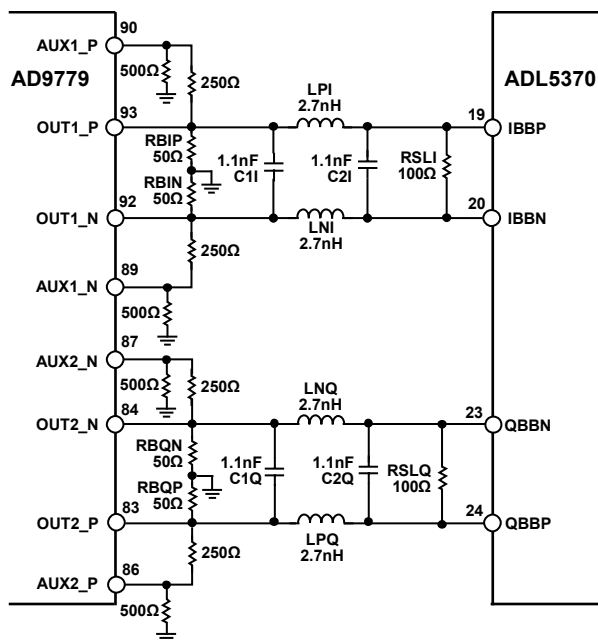 AD9779
ADL5370
90
AUX1_P
500Ω
250Ω
93
OUT1_P
RBIP
50Ω
RBIN
50Ω
92
OUT1_N
250Ω
89
AUX1_N
500Ω
LPI
2.7nH
1.1nF
C1I
1.1nF
C2I
LNI
2.7nH
RSLI
100Ω
19
IBBP
20
IBBN
87
AUX2_N
500Ω
250Ω
84
OUT2_N
RBQN
50Ω
RBQP
50Ω
83
OUT2_P
250Ω
86
AUX2_P
500Ω
LNQ
2.7nH
1.1nF
C1Q
1.1nF
C2Q
LPQ
2.7nH
RSLQ
100Ω
23
QBBN
24
QBBP